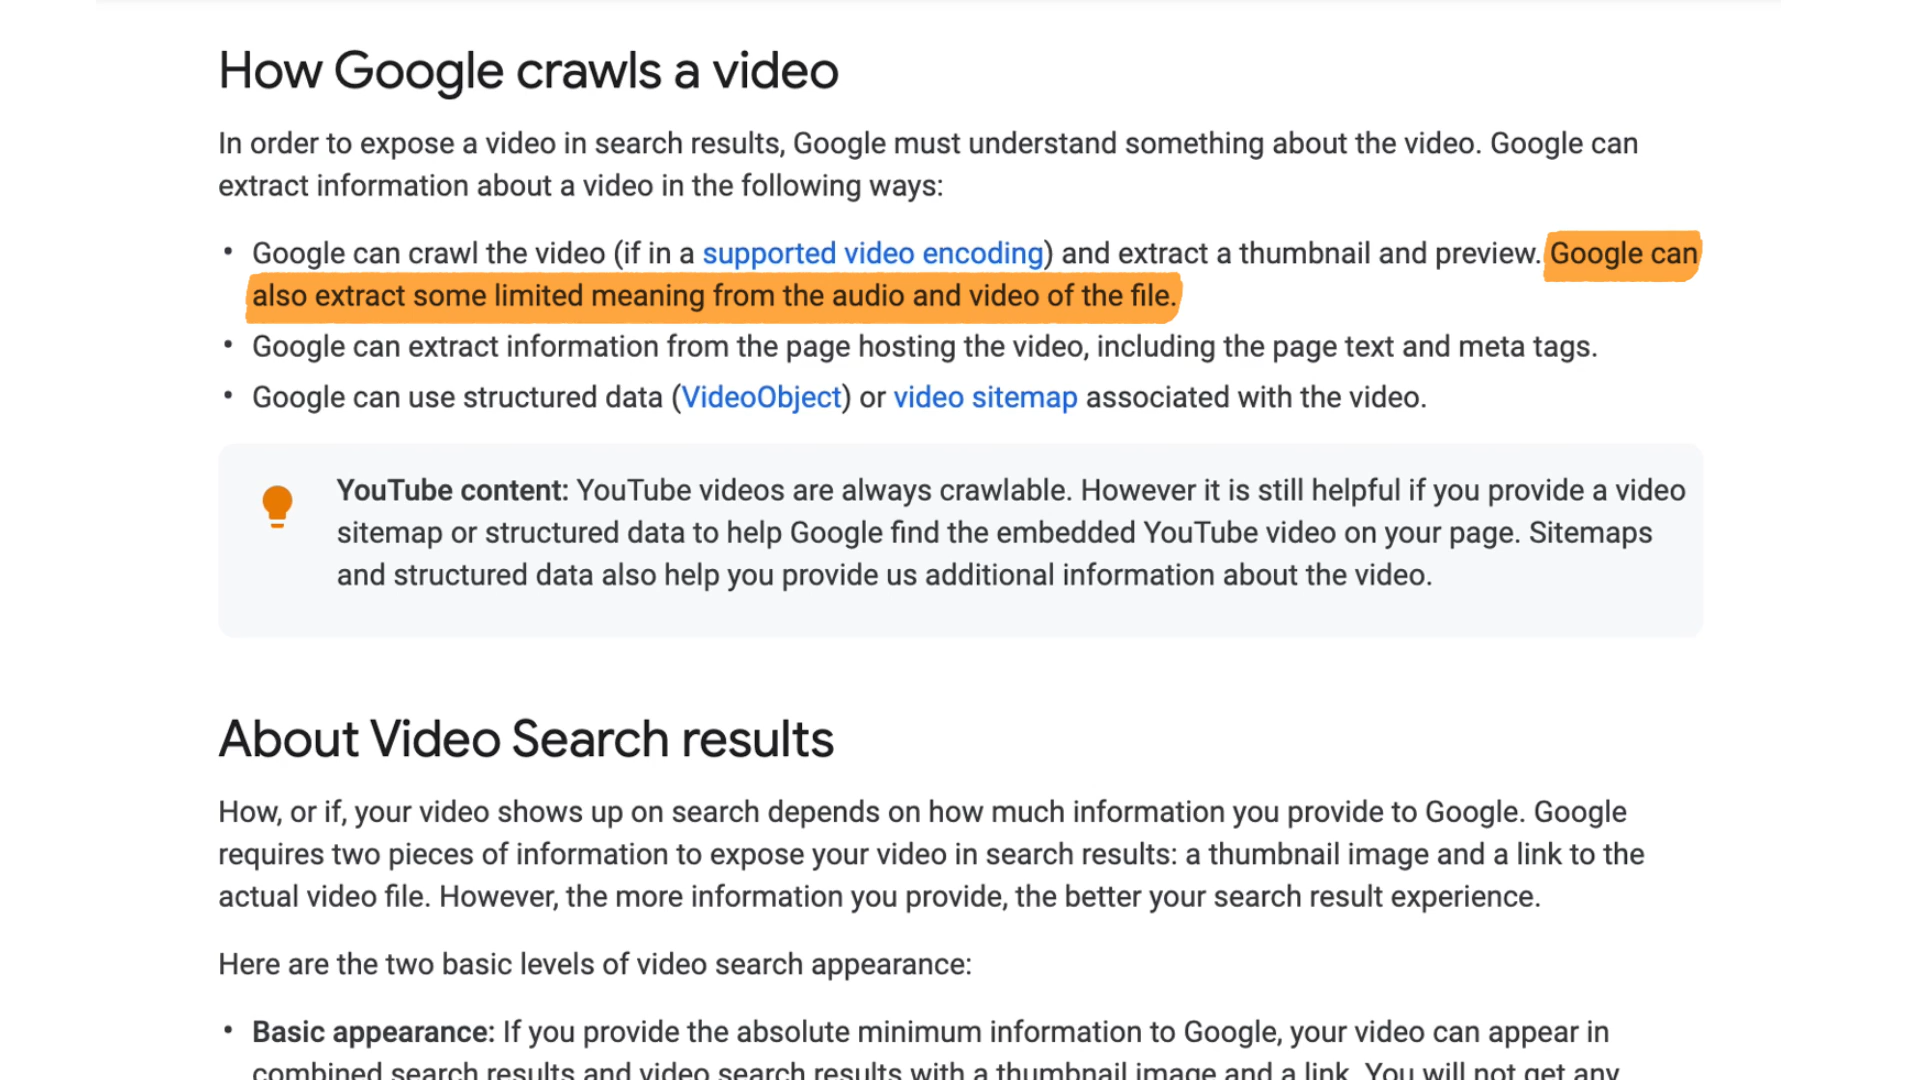 How Google crawls a video
In order to expose a video in search results, Google must understand something about the video. Google can
extract information about a video in the following ways:
• Google can crawl the video (if in a supported video encoding) and extract a thumbnail and preview. Google can
also extract some limited meaning from the audio and video of the file.
• Google can extract information from the page hosting the video, including the page text and meta tags.
• Google can use structured data (VideoObject) or video sitemap associated with the video.
YouTube content: YouTube videos are always crawlable. However it is still helpful if you provide a video
sitemap or structured data to help Google find the embedded YouTube video on your page. Sitemaps
and structured data also help you provide us additional information about the video.
About Video Search results
How, or if, your video shows up on search depends on how much information you provide to Google. Google
requires two pieces of information to expose your video in search results: a thumbnail image and a link to the
actual video file. However, the more information you provide, the better your search result experience.
Here are the two basic levels of video search appearance:
• Basic appearance: If you provide the absolute minimum information to Google, your video can appear in
combined search results and video search results with a thumbnail image and a link. You will not get any